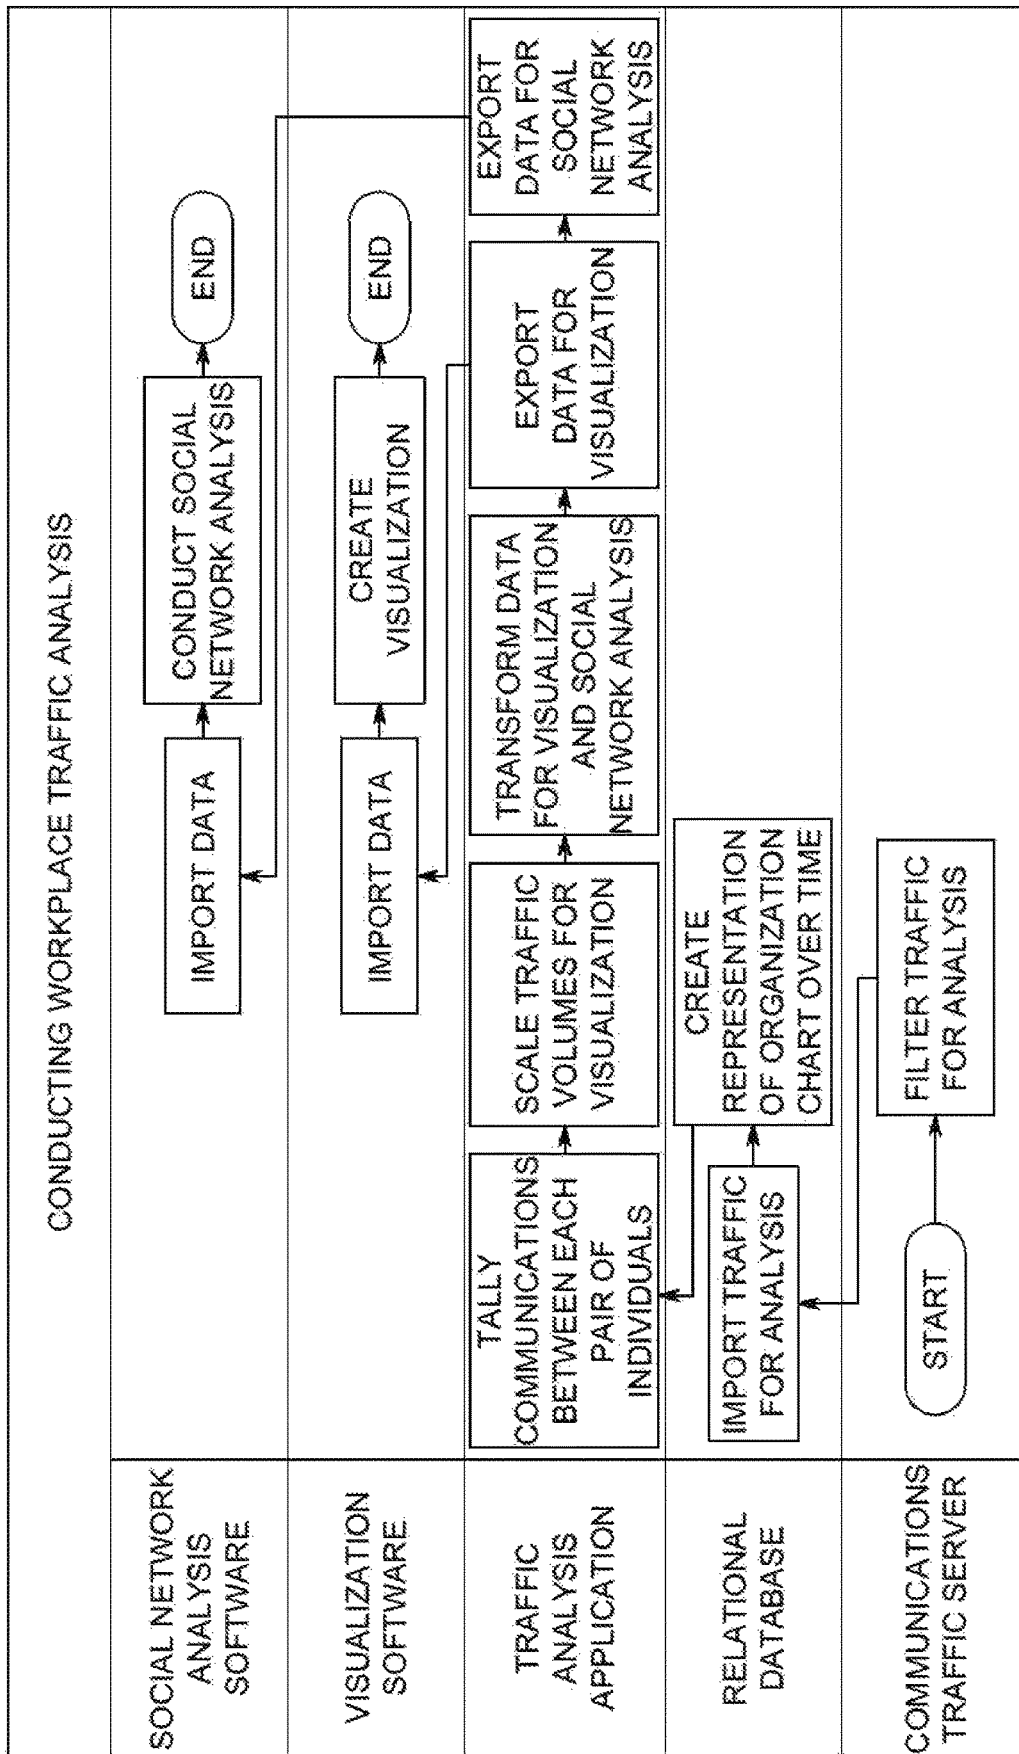 CONDUCTING WORKPLACE TRAFFIC ANALYSIS
SOCIAL NETWORK
ANALYSIS
SOFTWARE
IMPORT DATA
CONDUCT SOCIAL
NETWORK ANALYSIS
END
VISUALIZATION
SOFTWARE
IMPORT DATA
CREATE
VISUALIZATION
END
TRAFFIC
ANALYSIS
APPLICATION
TALLY
COMMUNICATIONS
BETWEEN EACH
PAIR OF
INDIVIDUALS
SCALE TRAFFIC
VOLUMES FOR
VISUALIZATION
TRANSFORM DATA
FOR VISUALIZATION
AND SOCIAL
NETWORK ANALYSIS
EXPORT
DATA FOR
VISUALIZATION
EXPORT
DATA FOR
SOCIAL
NETWORK
ANALYSIS
RELATIONAL
DATABASE
IMPORT TRAFFIC
FOR ANALYSIS
CREATE
REPRESENTATION
OF ORGANIZATION
CHART OVER TIME
COMMUNICATIONS
TRAFFIC SERVER
START
FILTER TRAFFIC
FOR ANALYSIS